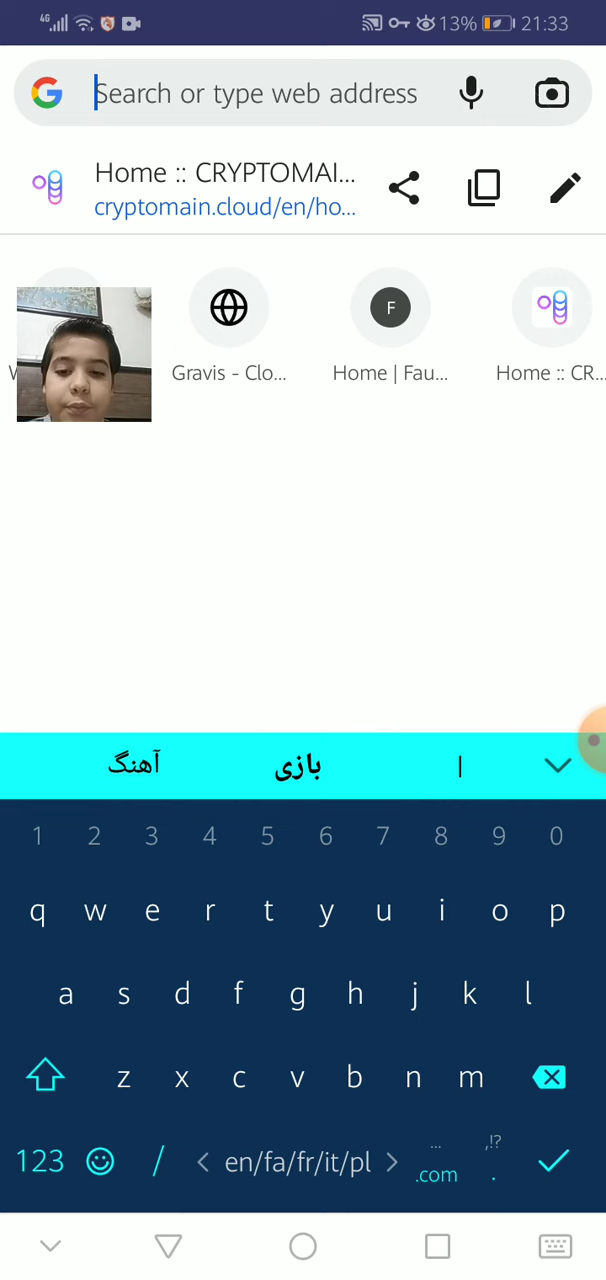 4G 13% 21:33
Search or type web address
Home :: CRYPTOMAI...
cryptomain.cloud/en/ho...
F
Gravis - Clo... Home | Fau... Home :: CR...
آهنگ بازی
1 2 3 4 5 6 7 8 9 0
q w e r t y u i o p
a s d f g h j k l
z x c v b n m
... ,!?
123 / < en/fa/fr/it/pl > .com .